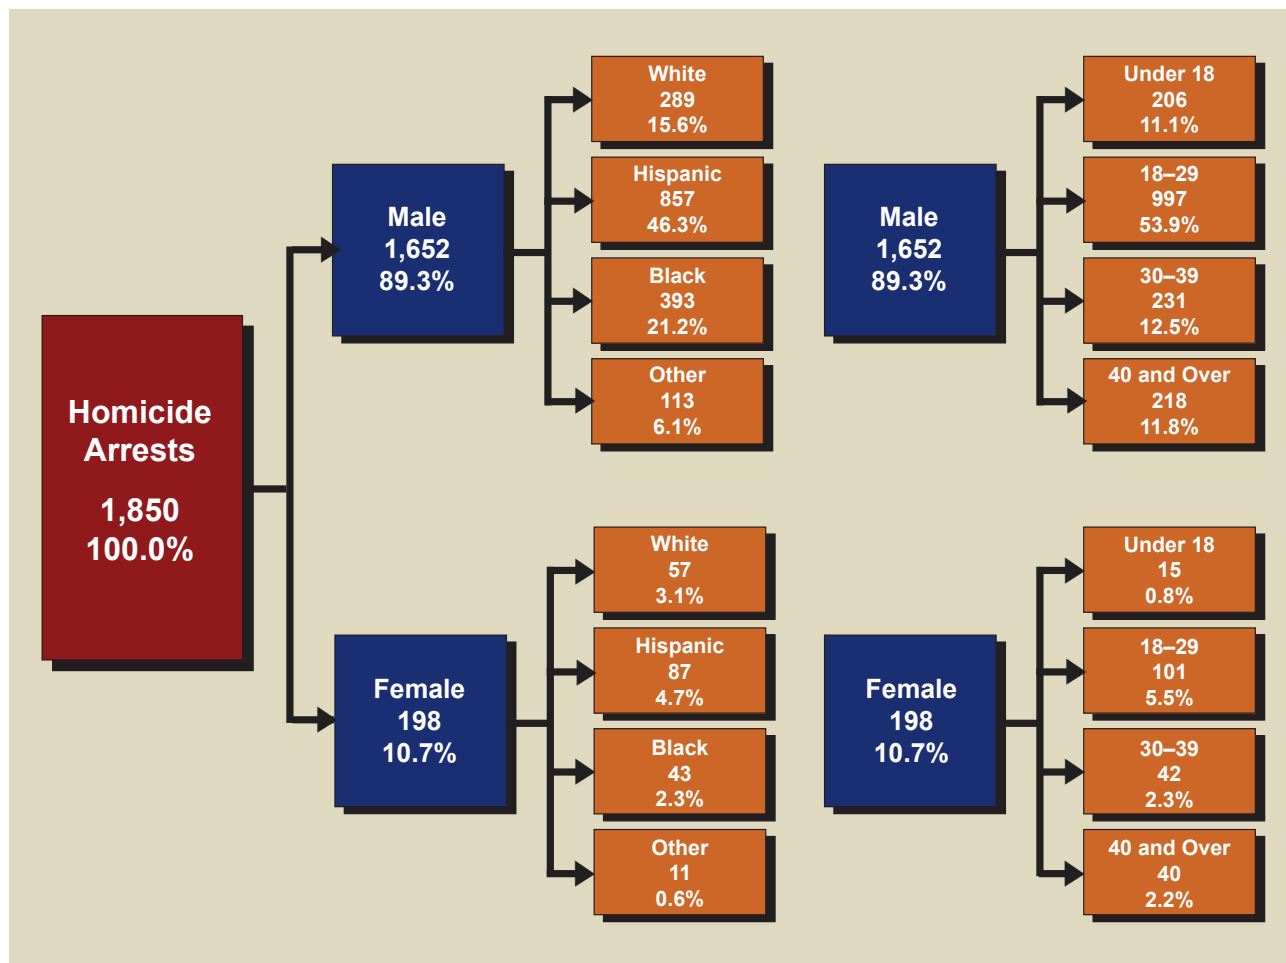 Homicide
Arrests
1,850
100.0%
Male
1,652
89.3%
White
289
15.6%
Hispanic
857
46.3%
Black
393
21.2%
Other
113
6.1%
Male
1,652
89.3%
Under 18
206
11.1%
18–29
997
53.9%
30–39
231
12.5%
40 and Over
218
11.8%
Female
198
10.7%
White
57
3.1%
Hispanic
87
4.7%
Black
43
2.3%
Other
11
0.6%
Female
198
10.7%
Under 18
15
0.8%
18–29
101
5.5%
30–39
42
2.3%
40 and Over
40
2.2%